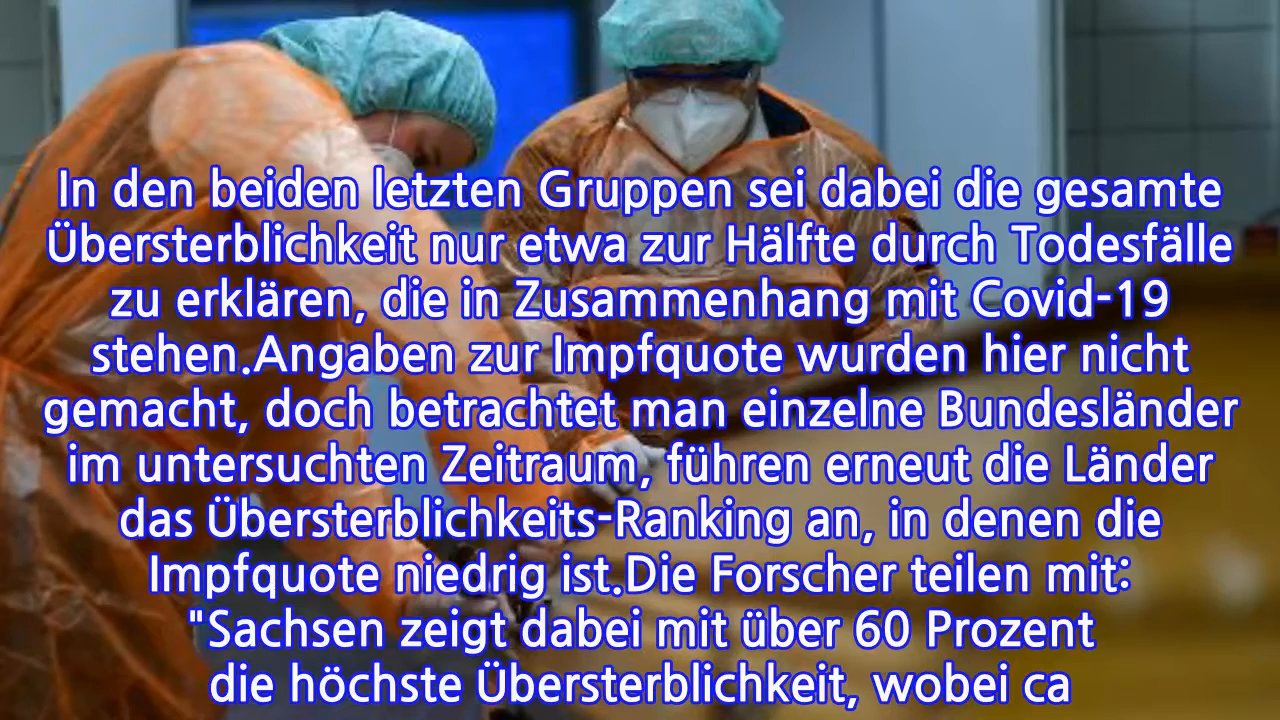 In den beiden letzten Gruppen sei dabei die gesamte
Übersterblichkeit nur etwa zur Hälfte durch Todesfälle
zu erklären, die in Zusammenhang mit Covid-19
stehen.Angaben zur Impfquote wurden hier nicht
gemacht, doch betrachtet man einzelne Bundesländer
im untersuchten Zeitraum, führen erneut die Länder
das Übersterblichkeits-Ranking an, in denen die
Impfquote niedrig ist.Die Forscher teilen mit:
"Sachsen zeigt dabei mit über 60 Prozent
die höchste Übersterblichkeit, wobei ca